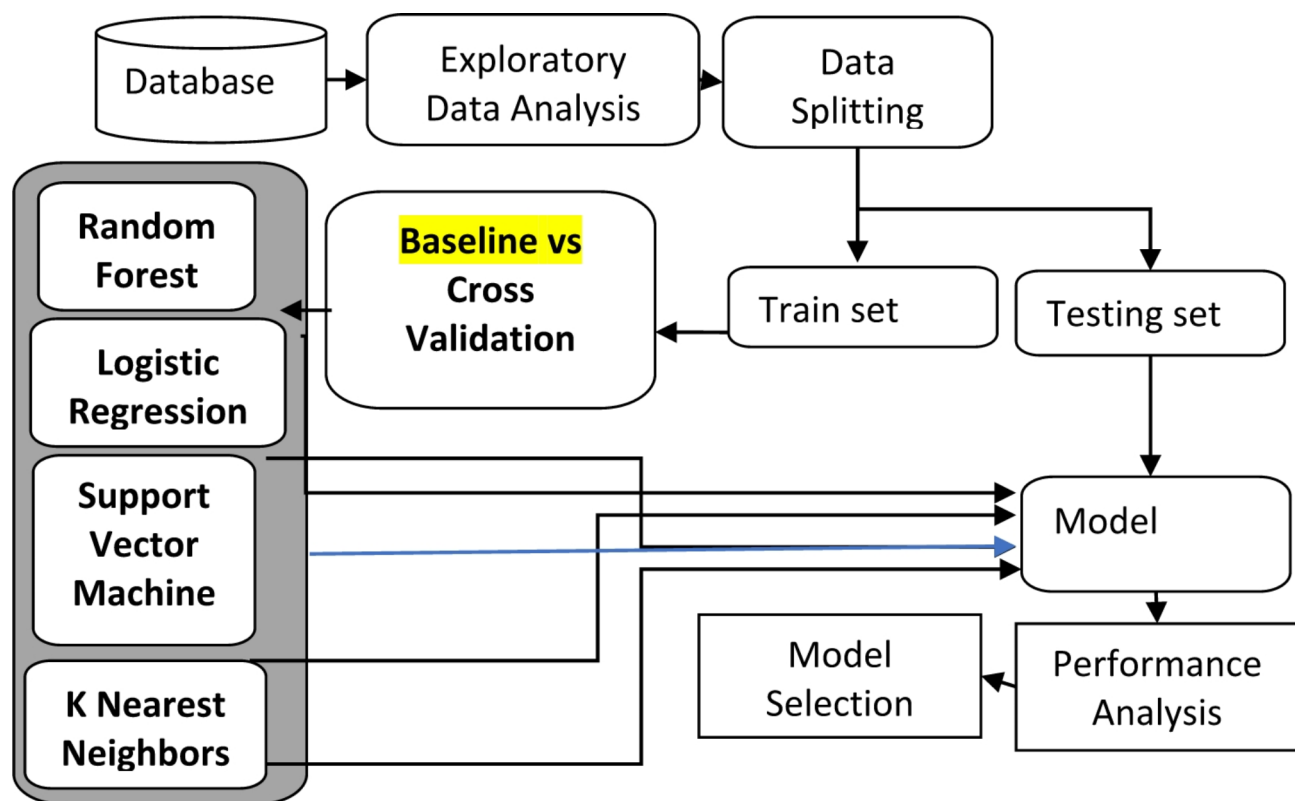 Database
Exploratory
Data Analysis
Data
Splitting
Random
Forest
Baseline vs
Cross
Validation
Train set
Testing set
Logistic
Regression
Support
Vector
Machine
Model
K Nearest
Neighbors
Model
Selection
Performance
Analysis